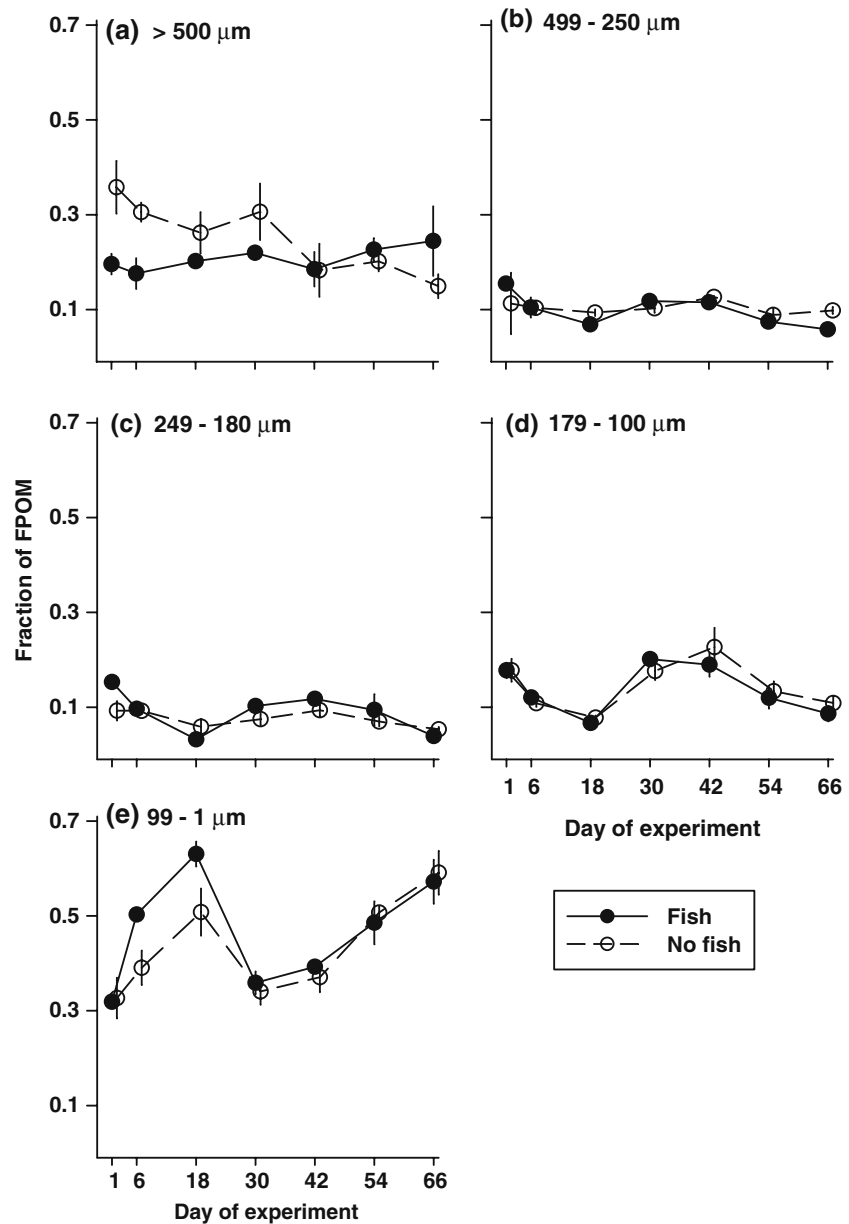 (a) > 500 μm
0.7
0.5
0.3
0.1
(b) 499 - 250 μm
Fraction of FPOM
(c) 249 - 180 μm
0.7
0.5
0.3
0.1
(d) 179 - 100 μm
1 6 18 30 42 54 66
Day of experiment
(e) 99 - 1 μm
0.7
0.5
0.3
0.1
1 6 18 30 42 54 66
Day of experiment
Fish
No fish